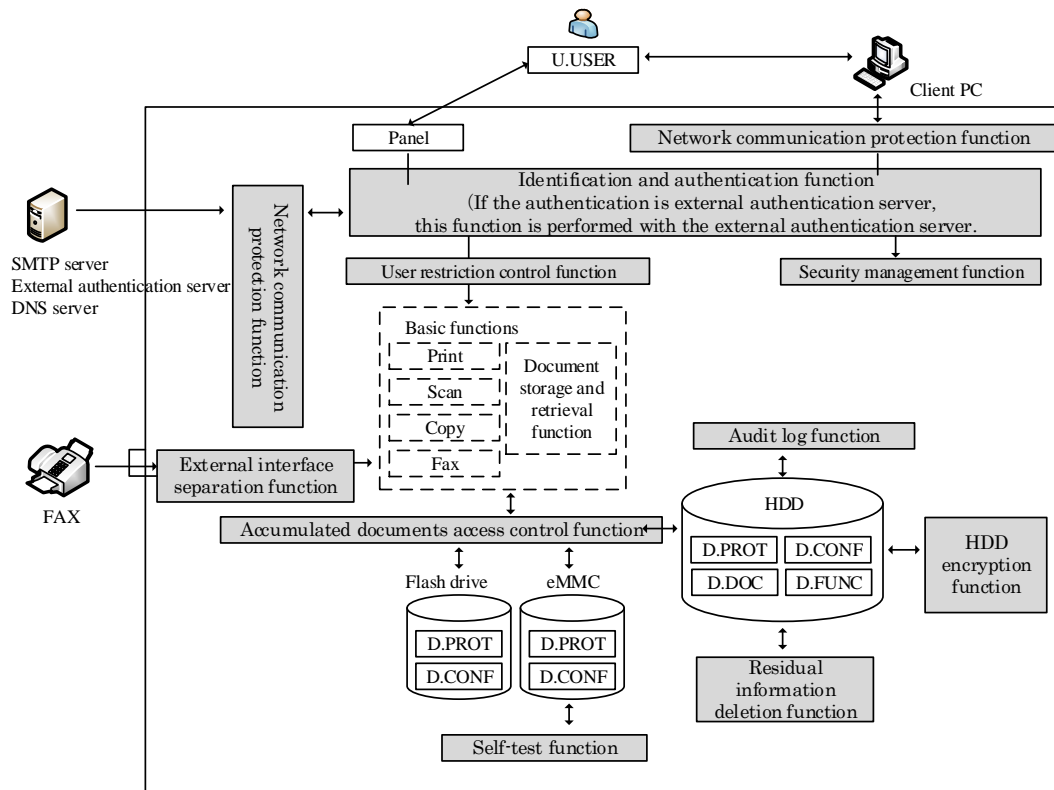 U.USER
Client PC
Panel
Network communication protection function
Identification and authentication function
(If the authentication is external authentication server,
this function is performed with the external authentication server.
SMTP server
External authentication server
DNS server
Network communication
protection function
User restriction control function
Security management function
Basic functions
Print
Scan
Copy
Fax
Document
storage and
retrieval
function
Audit log function
External interface
separation function
FAX
HDD
D.PROT
D.CONF
D.DOC
D.FUNC
HDD
encryption
function
Accumulated documents access control function
Flash drive
eMMC
D.PROT
D.CONF
D.PROT
D.CONF
Residual
information
deletion function
Self-test function